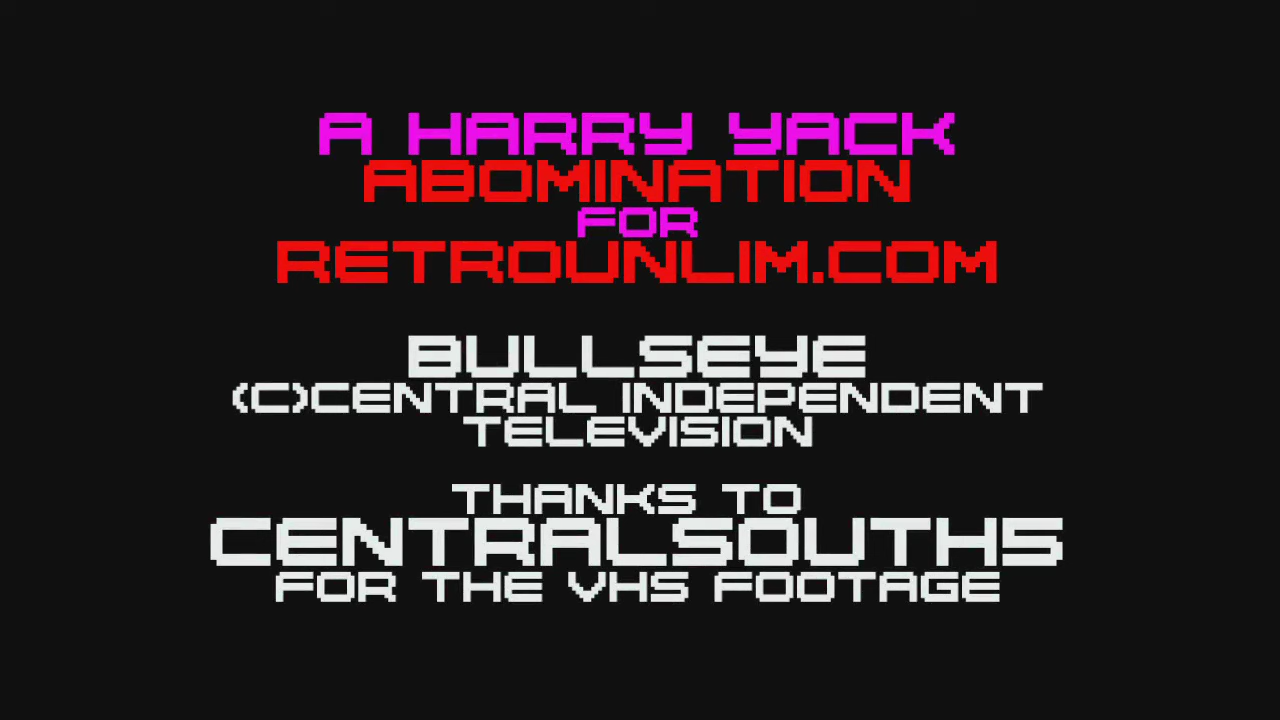 A HARRY YACK
ABOMINATION
FOR
RETROUNLIM.COM
BULLSEYE
(C)CENTRAL INDEPENDENT
TELEVISION
THANKS TO
CENTRALSOUTH5
FOR THE VHS FOOTAGE